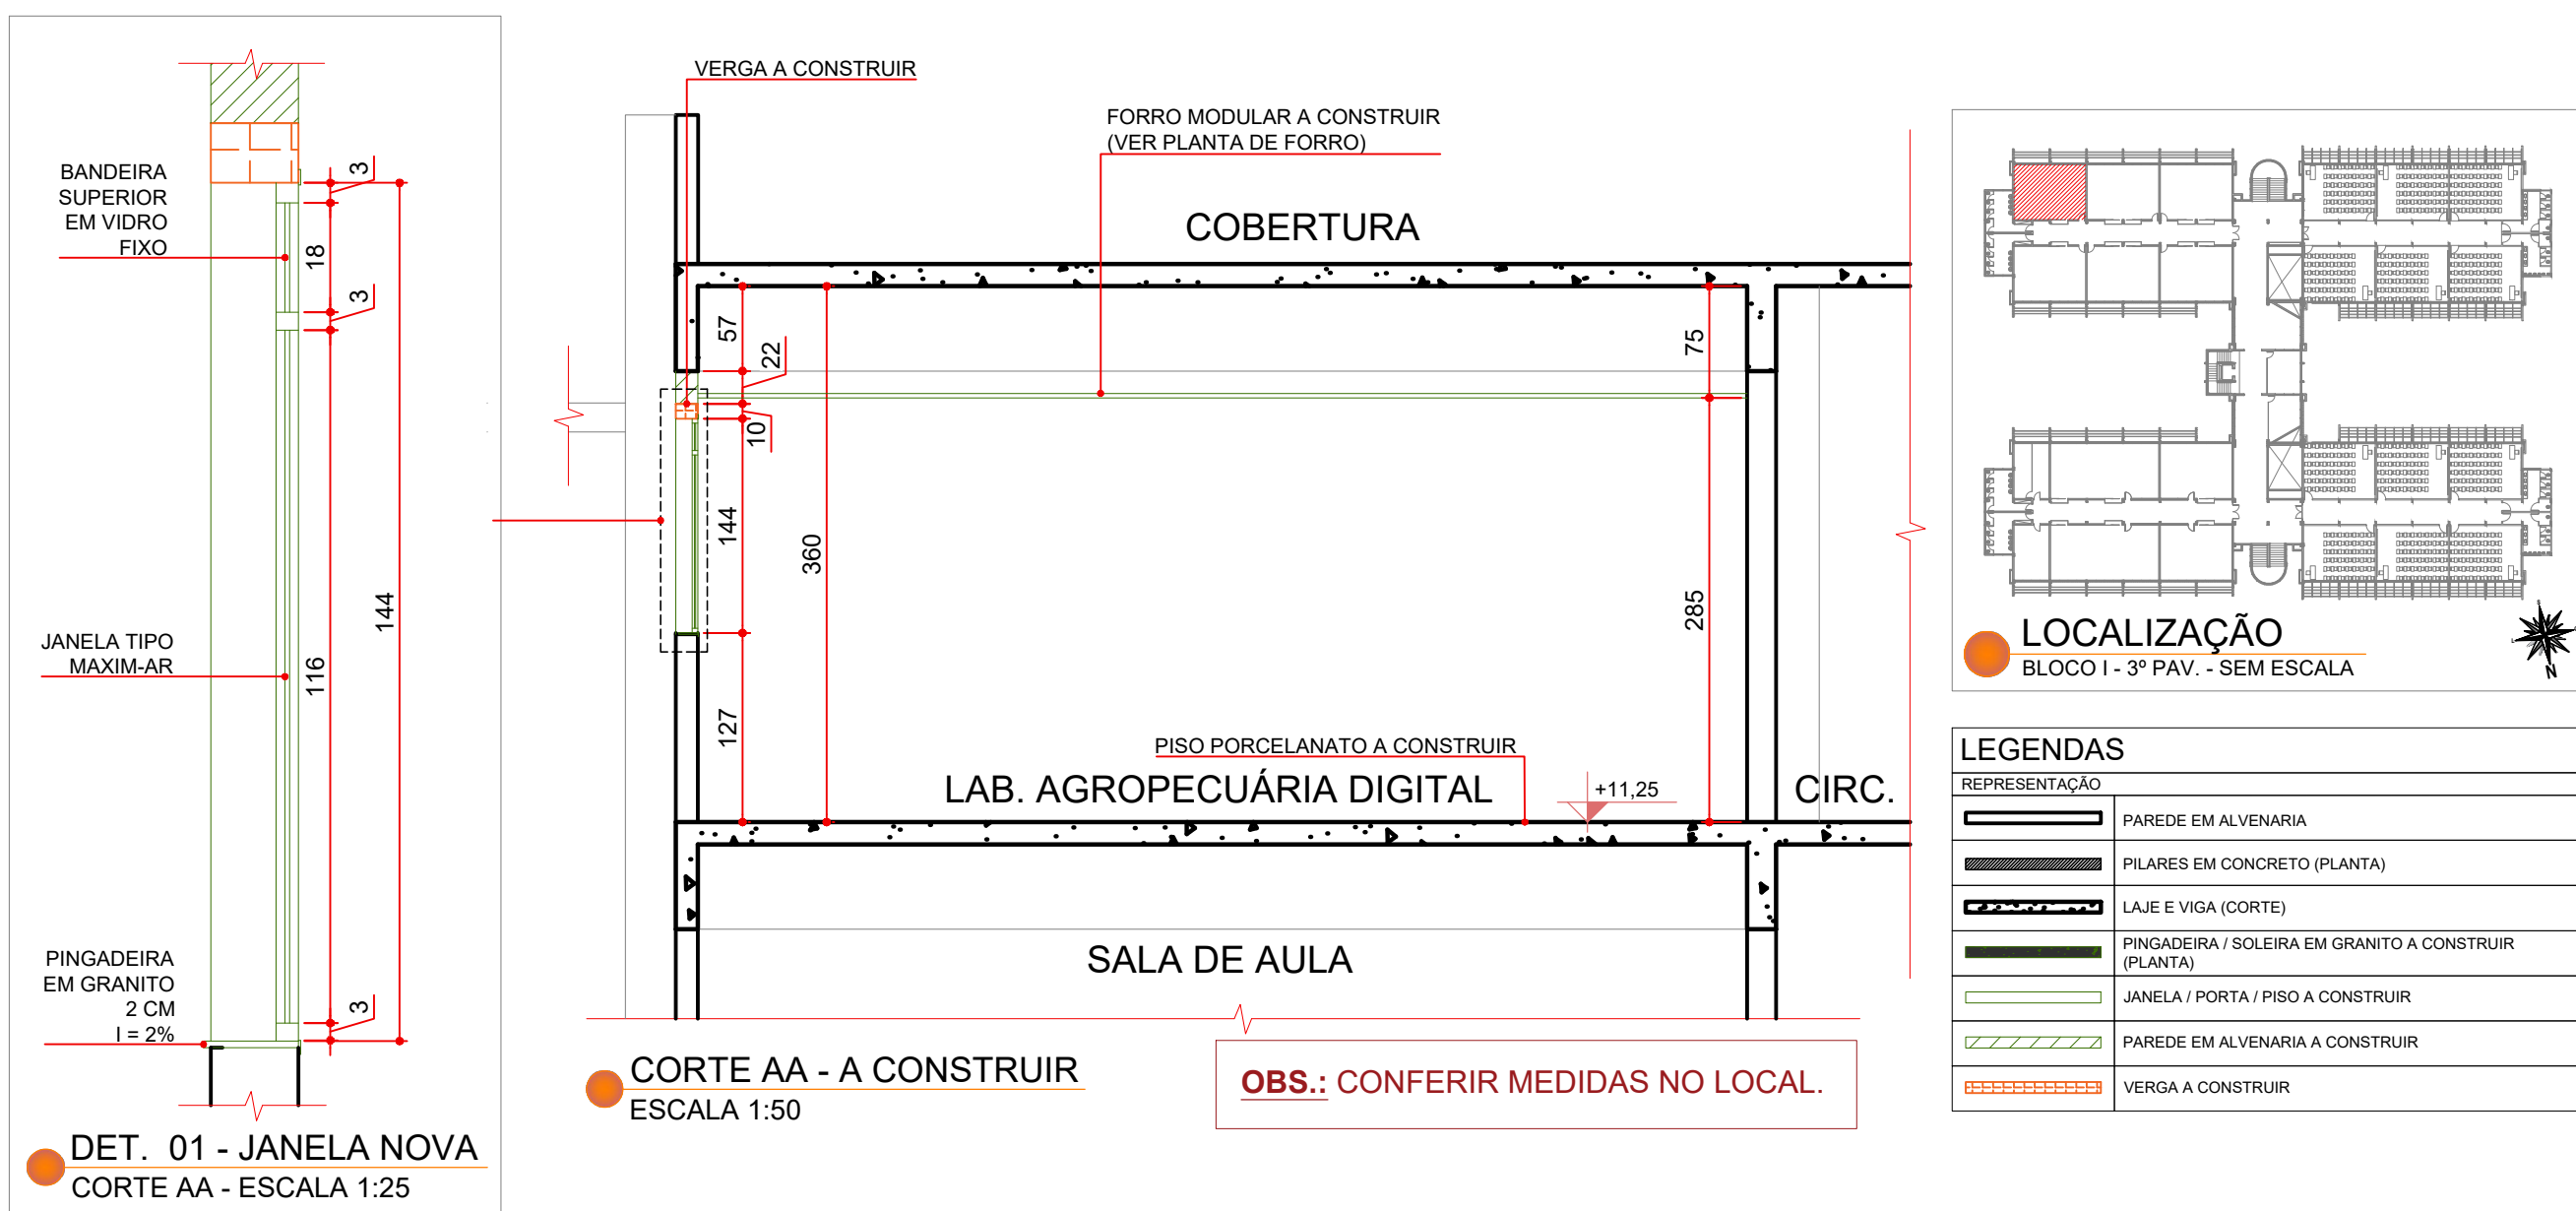 BANDEIRA
SUPERIOR
EM VIDRO
FIXO
3
18
3
116
144
3
JANELA TIPO
MAXIM-AR
PINGADEIRA
EM GRANITO
2 CM
I = 2%
DET. 01 - JANELA NOVA
CORTE AA - ESCALA 1:25
VERGA A CONSTRUIR
FORRO MODULAR A CONSTRUIR
(VER PLANTA DE FORRO)
COBERTURA
57
22
10
144
127
360
75
285
PISO PORCELANATO A CONSTRUIR
LAB. AGROPECUÁRIA DIGITAL
+11,25
CIRC.
SALA DE AULA
CORTE AA - A CONSTRUIR
ESCALA 1:50
OBS.: CONFERIR MEDIDAS NO LOCAL.
LOCALIZAÇÃO
BLOCO I - 3º PAV. - SEM ESCALA
N
LEGENDAS
REPRESENTAÇÃO
PAREDE EM ALVENARIA
PILARES EM CONCRETO (PLANTA)
LAJE E VIGA (CORTE)
PINGADEIRA / SOLEIRA EM GRANITO A CONSTRUIR
(PLANTA)
JANELA / PORTA / PISO A CONSTRUIR
PAREDE EM ALVENARIA A CONSTRUIR
VERGA A CONSTRUIR